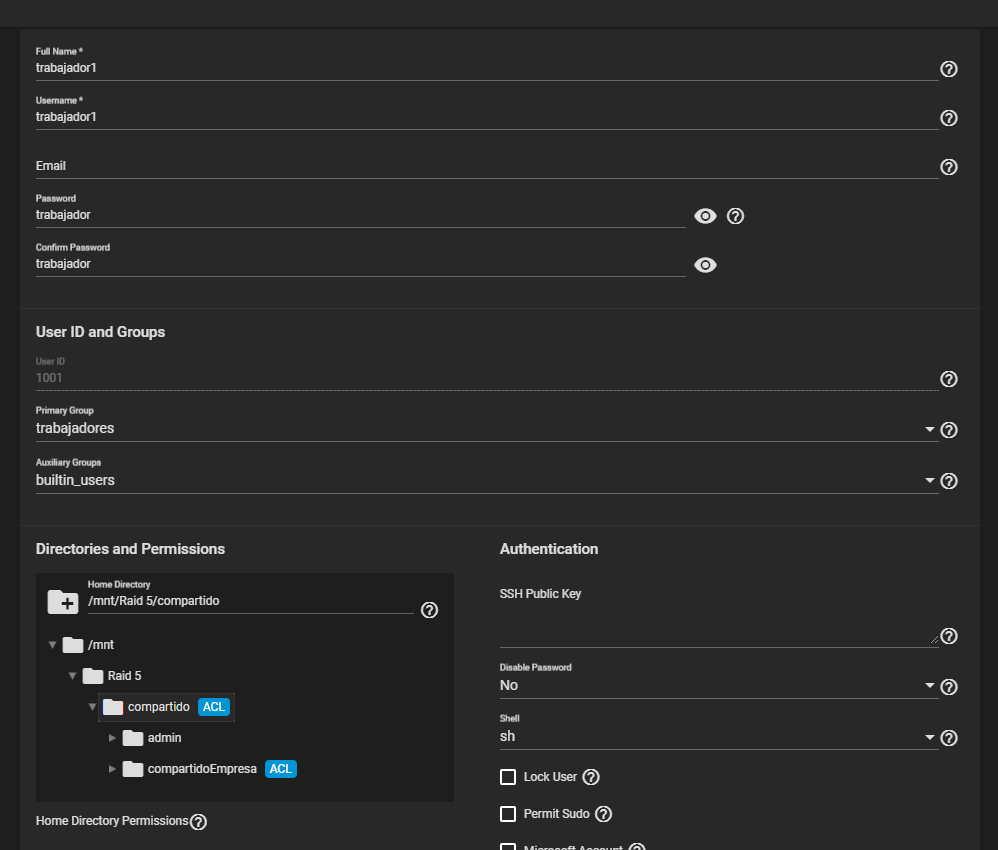 Full Name *
trabajador1
Username *
trabajador1
Email
Password
trabajador
Confirm Password
trabajador
User ID and Groups
User ID
1001
Primary Group
trabajadores
Auxiliary Groups
builtin_users
Directories and Permissions
Home Directory
/mnt/Raid 5/compartido
/mnt
Raid 5
compartido ACL
admin
compartidoEmpresa ACL
Home Directory Permissions
Authentication
SSH Public Key
Disable Password
No
Shell
sh
Lock User
Permit Sudo
Microsoft Account